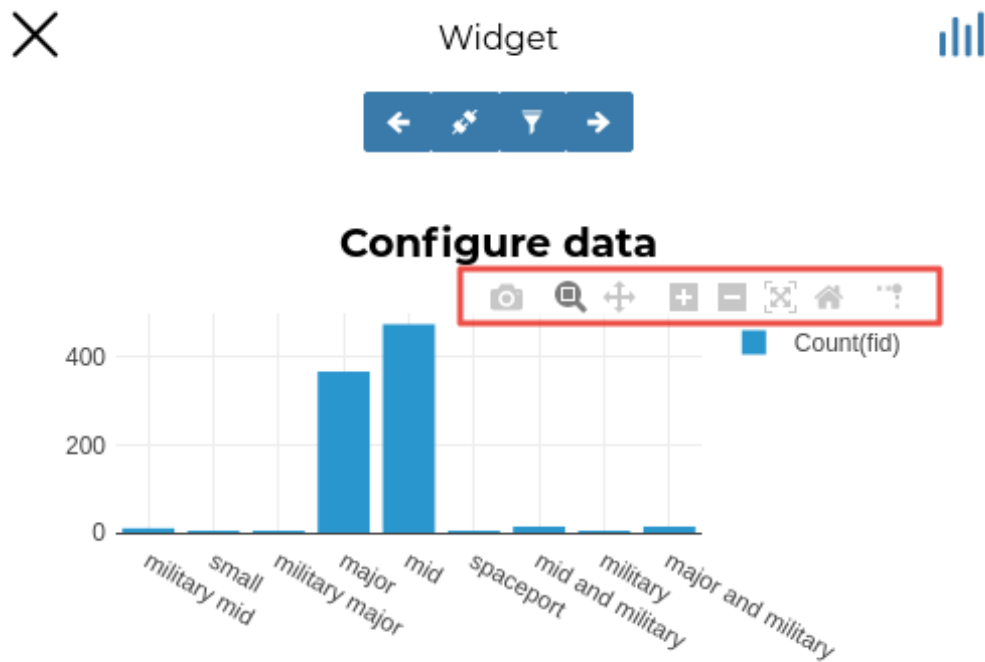 Widget
Configure data
Count(fid)
400
200
0
military mid
small
military major
major
mid
spaceport
mid and military
military
major and military